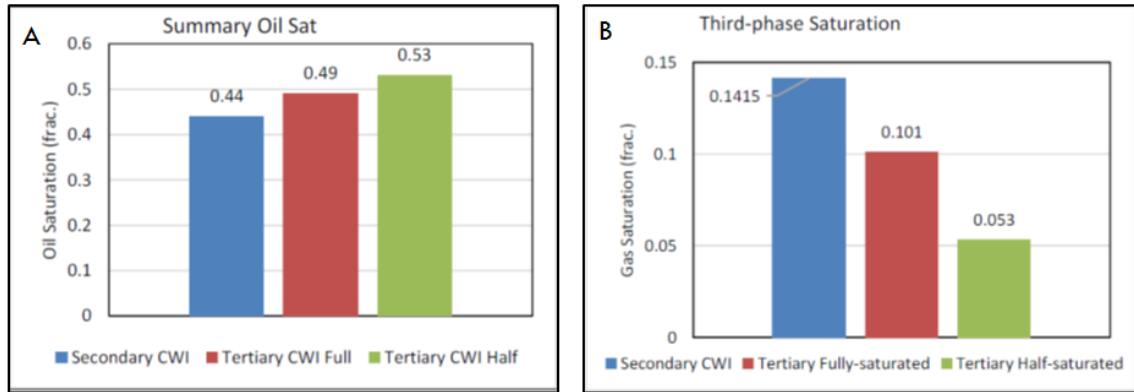 A
Summary Oil Sat
0.6
0.5
0.4
0.3
0.2
0.1
0
Oil Saturation (frac.)
0.44
0.49
0.53
Secondary CWI
Tertiary CWI Full
Tertiary CWI Half
B
Third-phase Saturation
0.15
0.1
0.05
0
Gas Saturation (frac.)
0.1415
0.101
0.053
Secondary CWI
Tertiary Fully-saturated
Tertiary Half-saturated